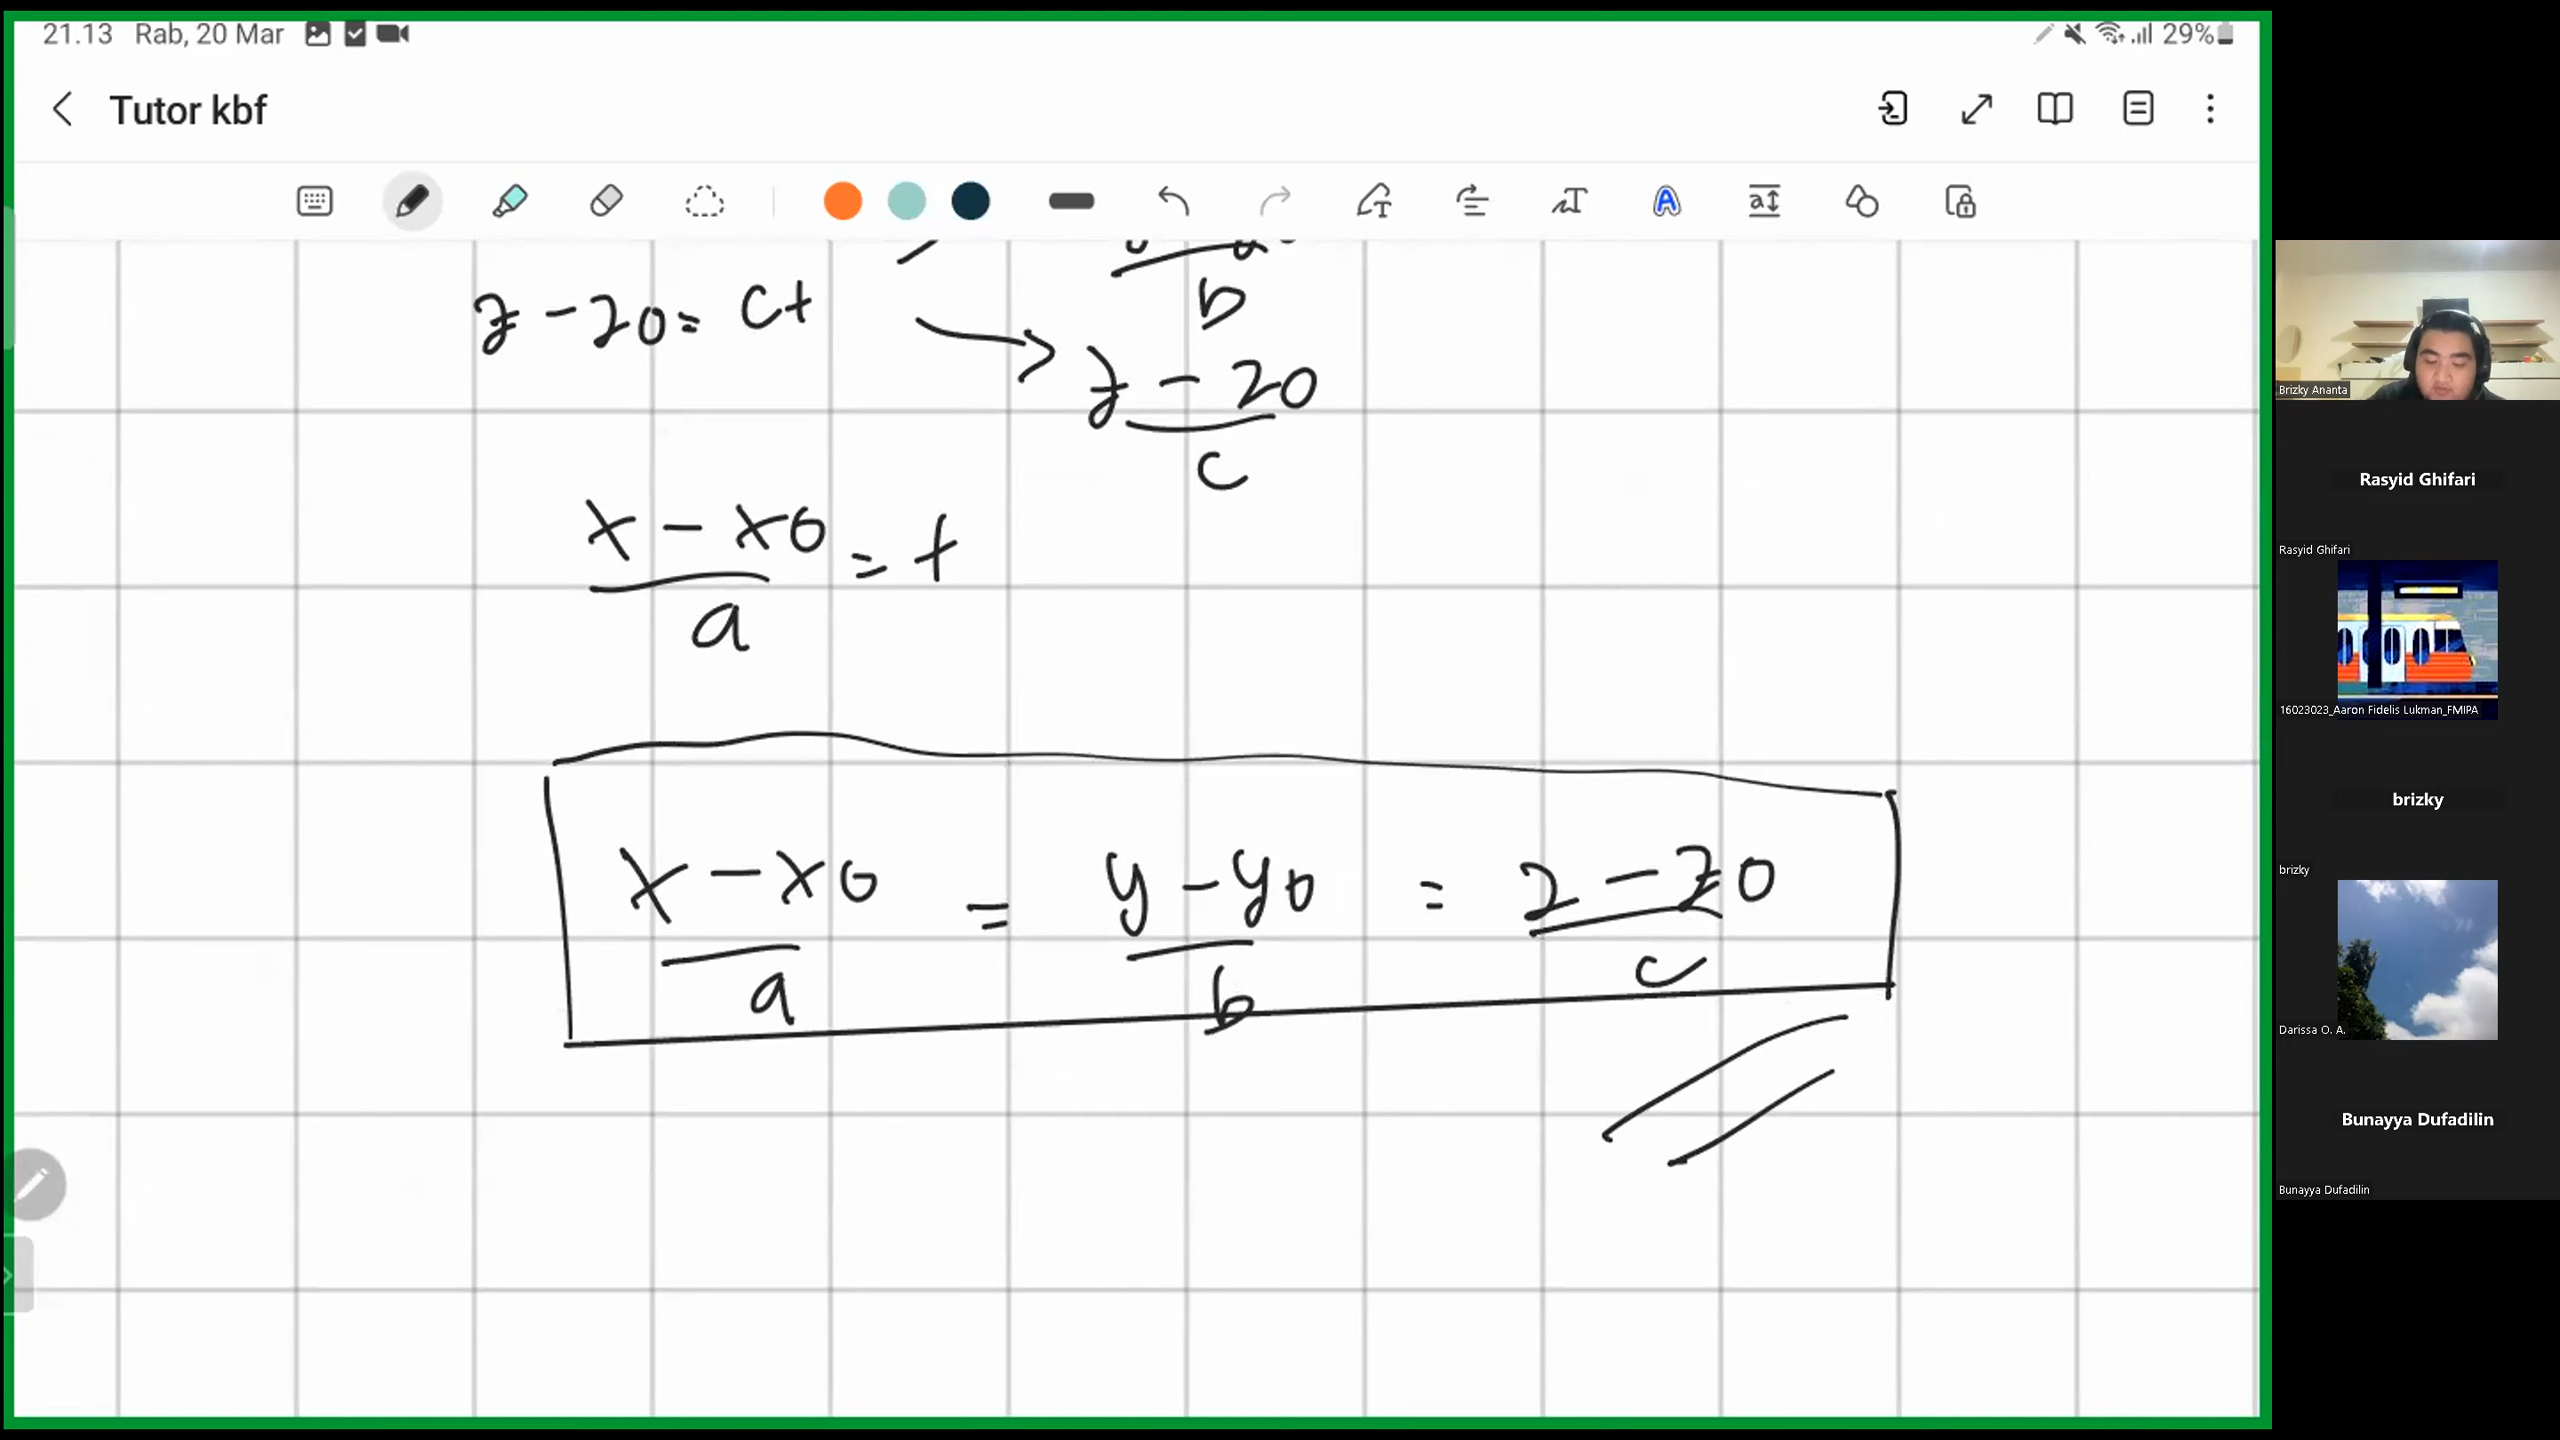 21.13 Rab, 20 Mar 29%
Tutor kbf
b
z - z0 = ct
z - z0
c
x - x0 = t
a
x - x0 = y - y0 = z - z0
a b c
Brizky Ananta
Rasyid Ghifari
Rasyid Ghifari
16023023_Aaron Fidelis Lukman_FMIPA
brizky
brizky
Darissa O. A.
Bunayya Dufadilin
Bunayya Dufadilin